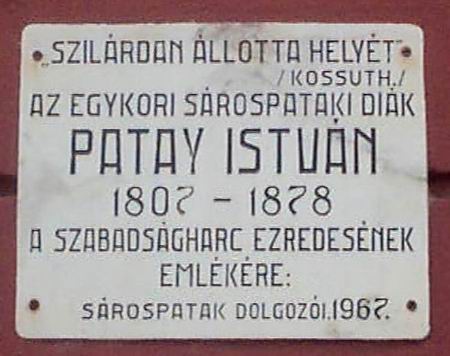 „SZILÁRDAN ÁLLOTTA HELYÉT"
/KOSSUTH./
AZ EGYKORI SÁROSPATAKI DIÁK
PATAY ISTVÁN
1807 – 1878
A SZABADSÁGHARC EZREDESÉNEK
EMLÉKÉRE:
SÁROSPATAK DOLGOZÓI.1967.